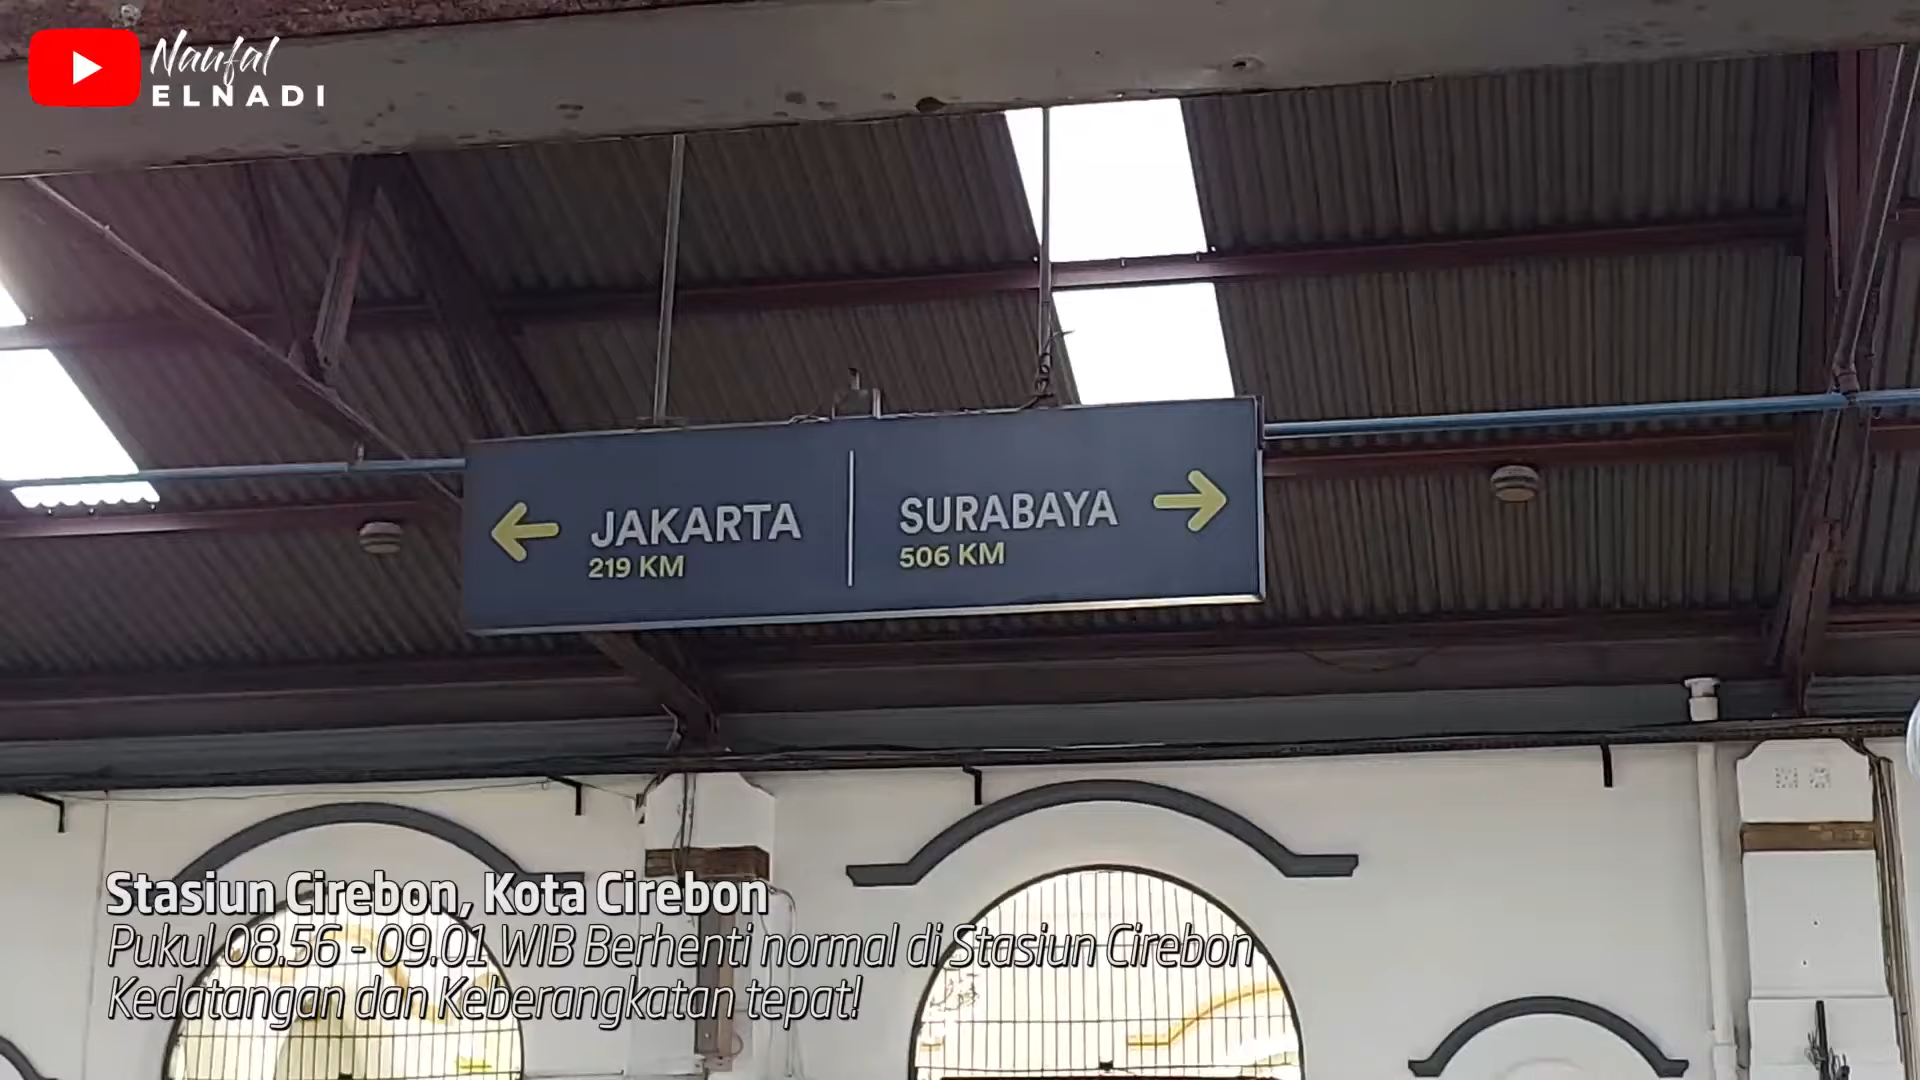 Naufal
ELNADI
JAKARTA
219 KM
SURABAYA
506 KM
Stasiun Cirebon, Kota Cirebon
Pukul 08.56 - 09.01 WIB Berhenti normal di Stasiun Cirebon
Kedatangan dan Keberangkatan tepat!